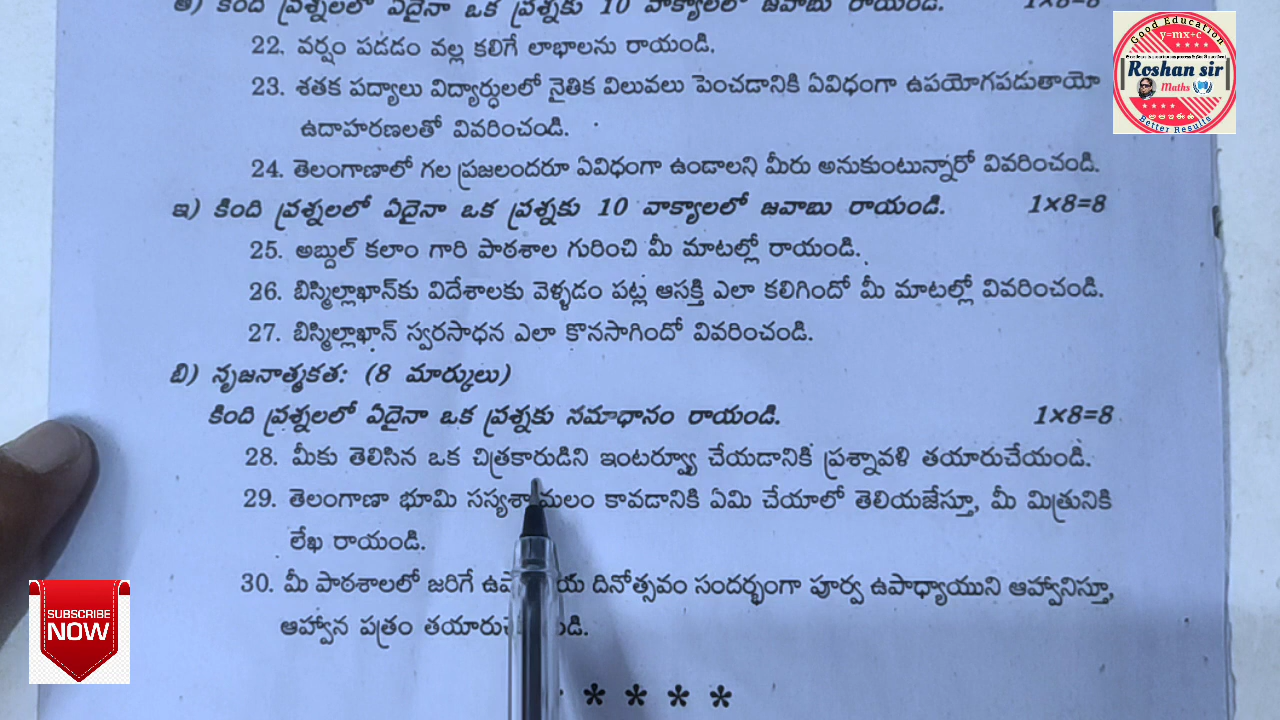 అ) కింది ప్రశ్నలలో ఏదైనా ఒక ప్రశ్నకు 10 వాక్యాలలో జవాబు రాయండి. 1×8=8
22. వర్షం పడడం వల్ల కలిగే లాభాలను రాయండి.
23. శతక పద్యాలు విద్యార్థులలో నైతిక విలువలు పెంచడానికి ఏవిధంగా ఉపయోగపడుతాయో
ఉదాహరణలతో వివరించండి.
24. తెలంగాణాలో గల ప్రజలందరూ ఏవిధంగా ఉండాలని మీరు అనుకుంటున్నారో వివరించండి.
ఇ) కింది ప్రశ్నలలో ఏదైనా ఒక ప్రశ్నకు 10 వాక్యాలలో జవాబు రాయండి. 1×8=8
25. అబ్దుల్ కలాం గారి పాఠశాల గురించి మీ మాటల్లో రాయండి.
26. బిస్మిల్లాఖాన్‌కు విదేశాలకు వెళ్ళడం పట్ల ఆసక్తి ఎలా కలిగిందో మీ మాటల్లో వివరించండి.
27. బిస్మిల్లాఖాన్ స్వరసాధన ఎలా కొనసాగిందో వివరించండి.
బి) సృజనాత్మకత: (8 మార్కులు)
కింది ప్రశ్నలలో ఏదైనా ఒక ప్రశ్నకు సమాధానం రాయండి. 1×8=8
28. మీకు తెలిసిన ఒక చిత్రకారుడిని ఇంటర్వ్యూ చేయడానికి ప్రశ్నావళి తయారుచేయండి.
29. తెలంగాణా భూమి సస్యశ్యామలం కావడానికి ఏమి చేయాలో తెలియజేస్తూ, మీ మిత్రునికి
లేఖ రాయండి.
30. మీ పాఠశాలలో జరిగే దినోత్సవం సందర్భంగా పూర్వ ఉపాధ్యాయుని ఆహ్వానిస్తూ,
ఆహ్వాన పత్రం
* * * *
Good Education
y=mx+c
Roshan sir
Maths
Better Results
SUBSCRIBE
NOW